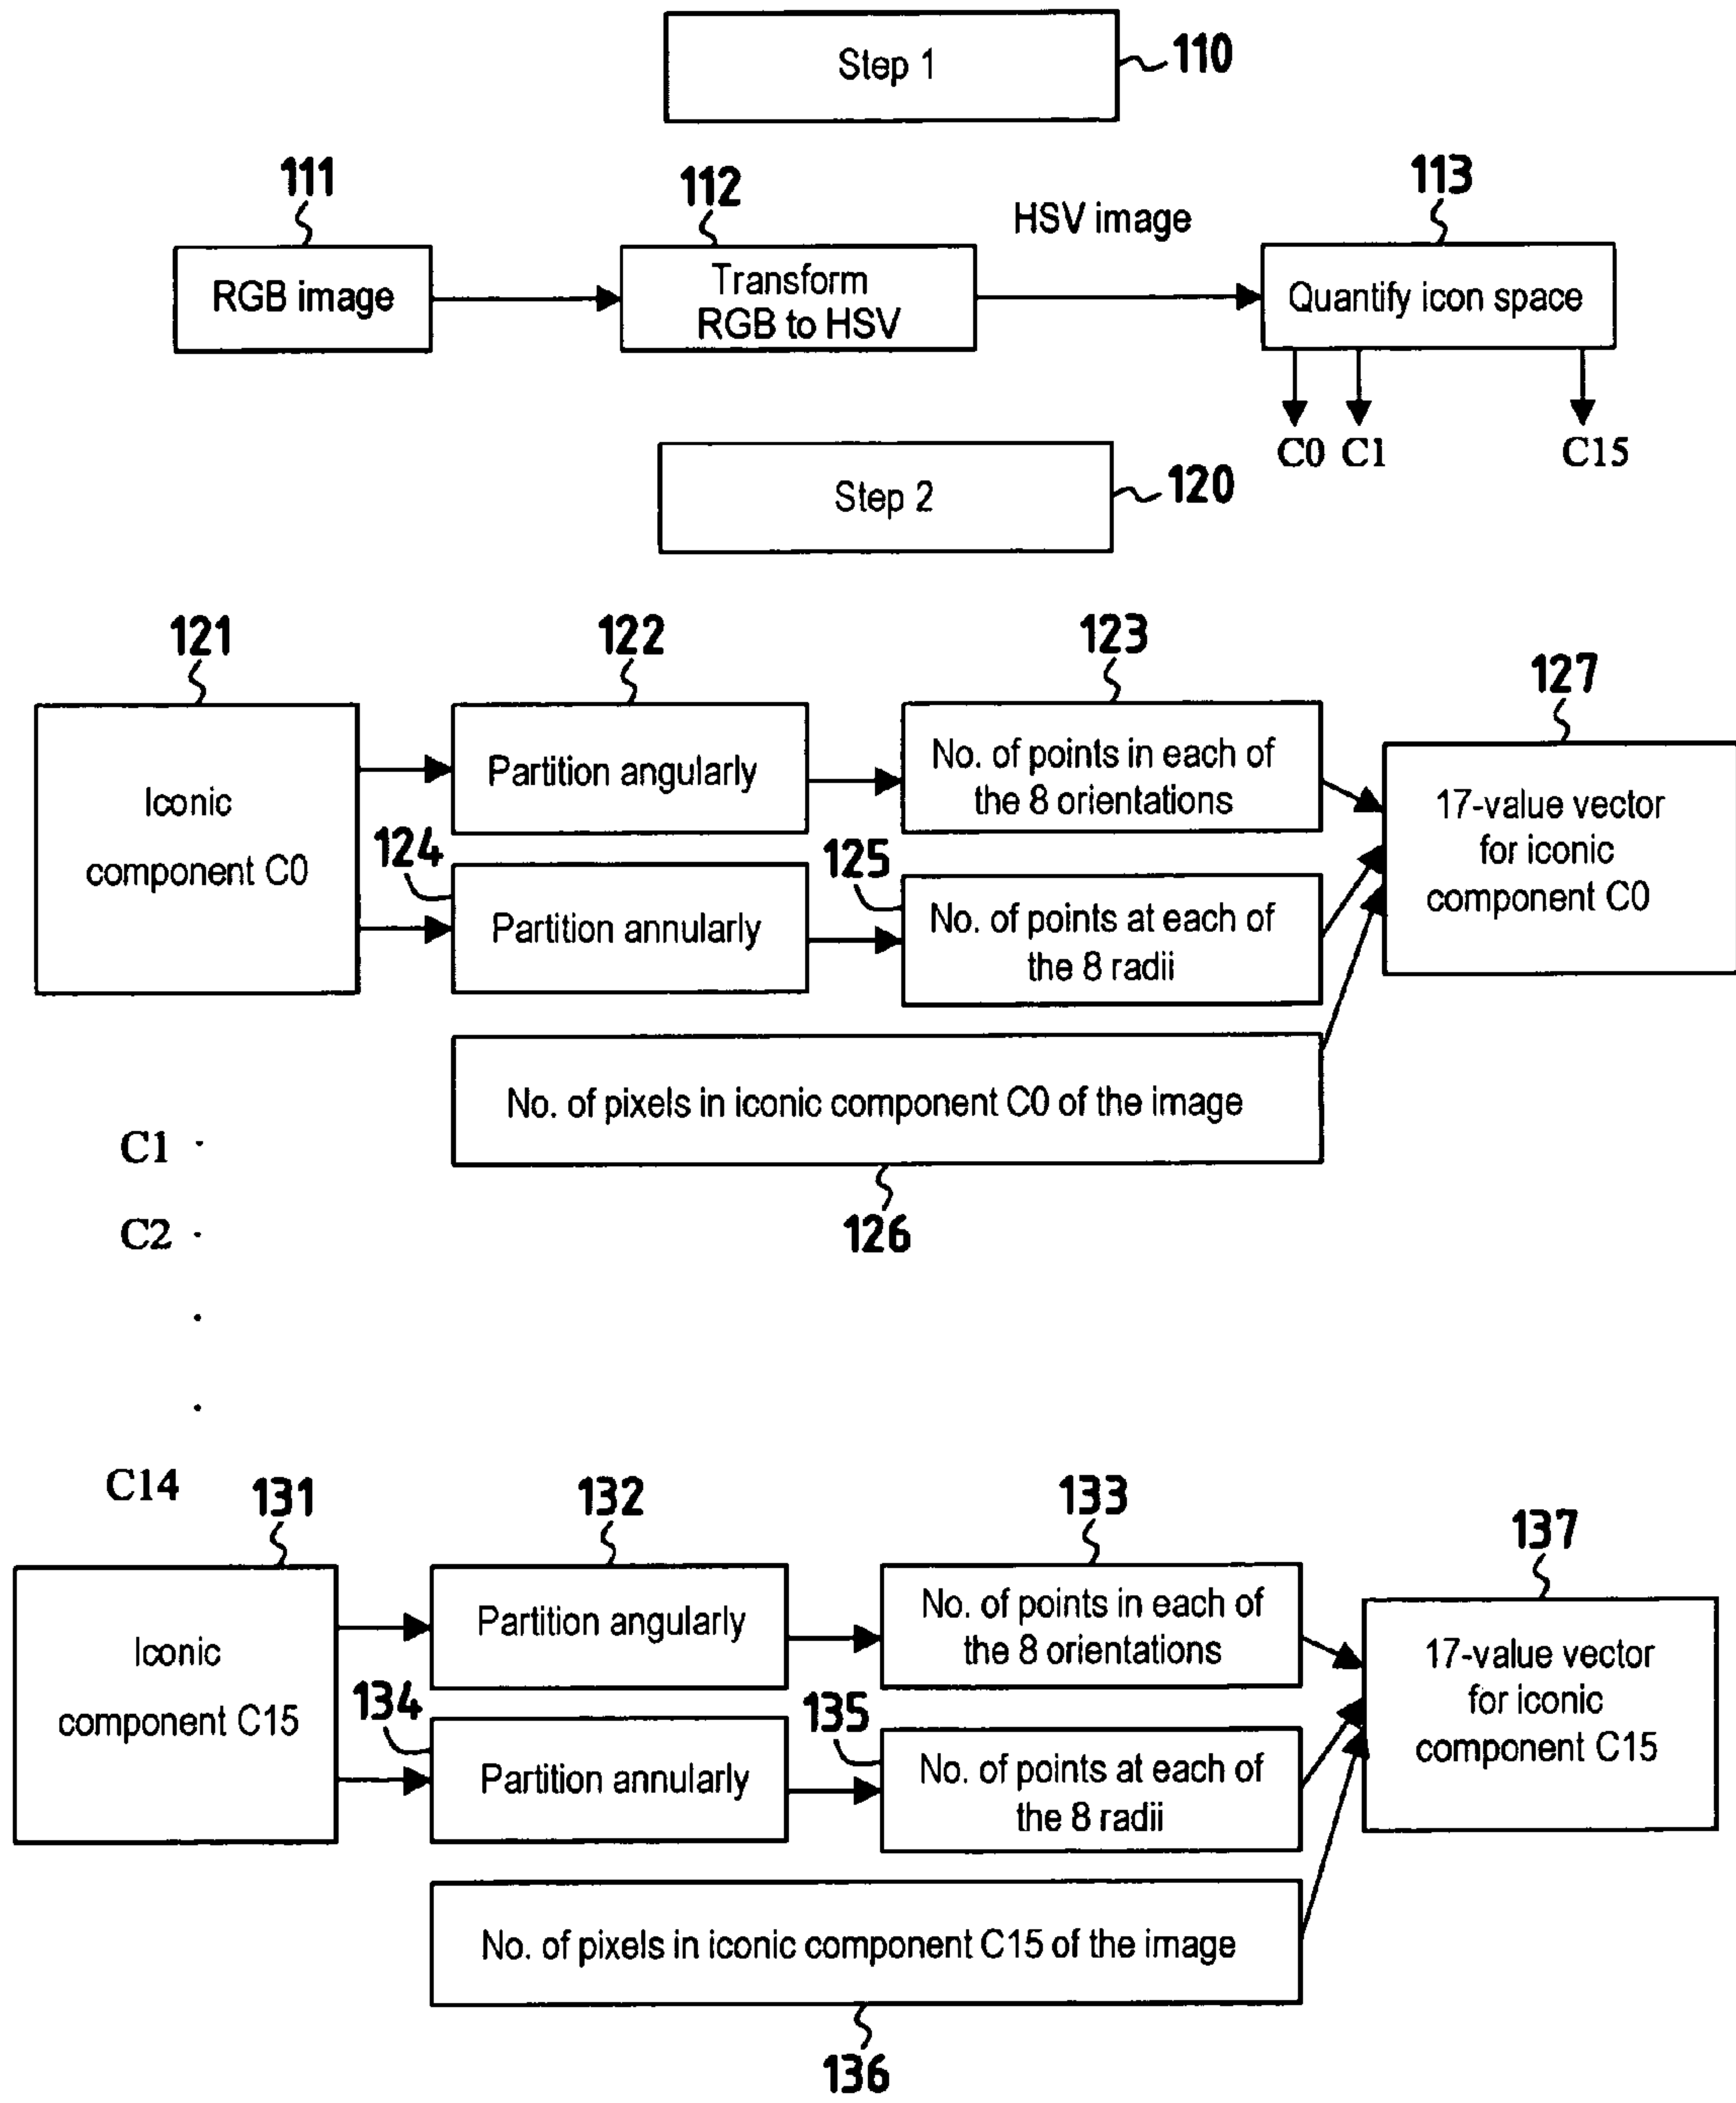 Step 1
110
111
112
113
HSV image
RGB image
Transform
RGB to HSV
Quantify icon space
C0 C1 C15
Step 2
120
121
122
123
127
Iconic
component C0
Partition angularly
No. of points in each of
the 8 orientations
17-value vector
for iconic
component C0
124
125
Partition annularly
No. of points at each of
the 8 radii
No. of pixels in iconic component C0 of the image
126
C1 .
C2 .
.
.
C14
131
132
133
137
Iconic
component C15
Partition angularly
No. of points in each of
the 8 orientations
17-value vector
for iconic
component C15
134
135
Partition annularly
No. of points at each of
the 8 radii
No. of pixels in iconic component C15 of the image
136